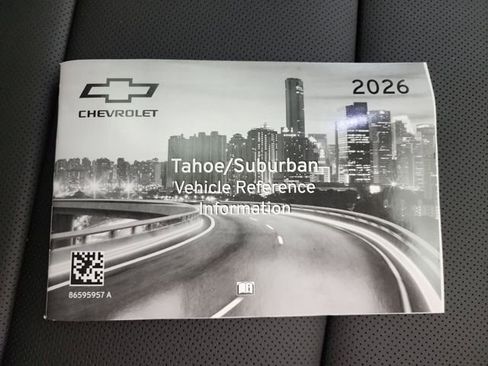 CHEVROLET
2026
Tahoe/Suburban
Vehicle Reference
Information
86595957 A